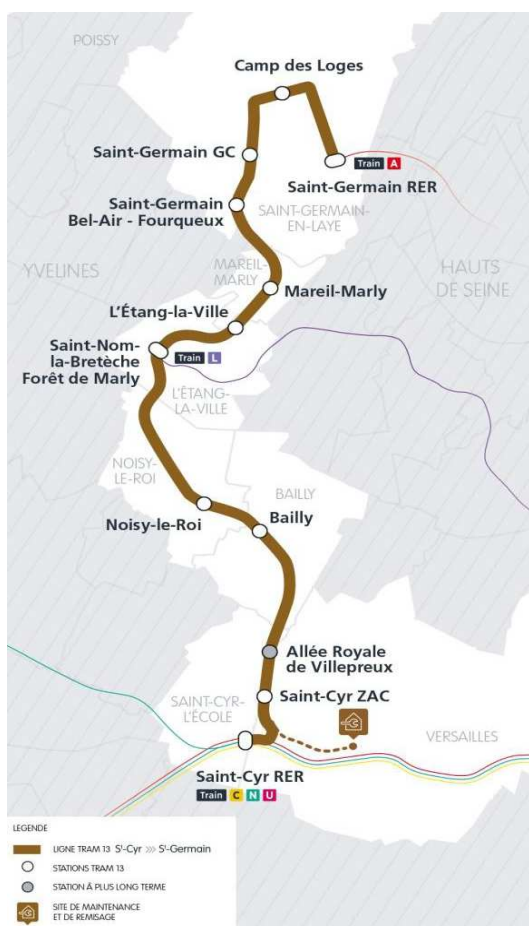 POISSY
Camp des Loges
Saint-Germain GC
Train A
Saint-Germain RER
Saint-Germain
Bel-Air - Fourqueux
SAINT-GERMAIN-
EN-LAYE
YVELINES
MAREIL-
MARLY
HAUTS
DE SEINE
Mareil-Marly
L'Étang-la-Ville
Saint-Nom-
la-Bretèche
Forêt de Marly
Train L
L'ÉTANG-
LA-VILLE
NOISY-
LE-ROI
BAILLY
Noisy-le-Roi
Bailly
Allée Royale
de Villepreux
SAINT-CYR-
L'ÉCOLE
Saint-Cyr ZAC
VERSAILLES
Saint-Cyr RER
Train C N U
LEGENDE
LIGNE TRAM 13 St-Cyr >>> St-Germain
STATIONS TRAM 13
STATION À PLUS LONG TERME
SITE DE MAINTENANCE
ET DE REMISAGE